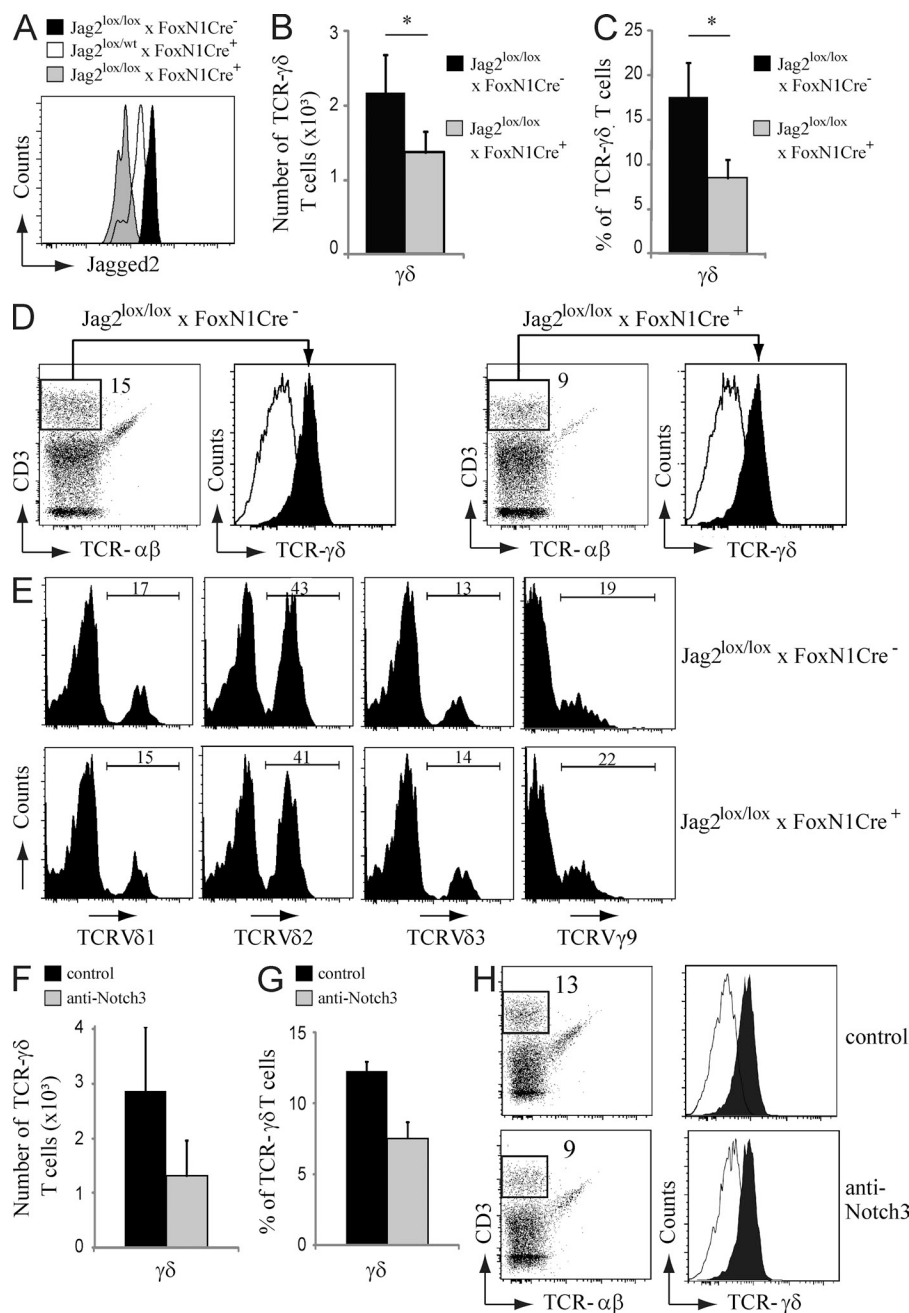 A
Jag2lox/lox x FoxN1Cre-
Jag2lox/wt x FoxN1Cre+
Jag2lox/lox x FoxN1Cre+
Counts
Jagged2
B
*
Number of TCR-γδ
T cells (x10³)
3
2
1
0
γδ
Jag2lox/lox
x FoxN1Cre-
Jag2lox/lox
x FoxN1Cre+
C
*
% of TCR-γδ T cells
25
20
15
10
5
0
γδ
Jag2lox/lox
x FoxN1Cre-
Jag2lox/lox
x FoxN1Cre+
D
Jag2lox/lox x FoxN1Cre-
15
CD3
TCR- αβ
Counts
TCR-γδ
Jag2lox/lox x FoxN1Cre+
9
CD3
TCR- αβ
Counts
TCR-γδ
E
17
43
13
19
Jag2lox/lox x FoxN1Cre-
15
41
14
22
Jag2lox/lox x FoxN1Cre+
Counts
TCRVδ1
TCRVδ2
TCRVδ3
TCRVγ9
F
control
anti-Notch3
Number of TCR-γδ
T cells (x10³)
4
3
2
1
0
γδ
G
control
anti-Notch3
% of TCR-γδ T cells
15
10
5
0
γδ
H
13
control
9
anti-
Notch3
CD3
TCR- αβ
Counts
TCR- γδ